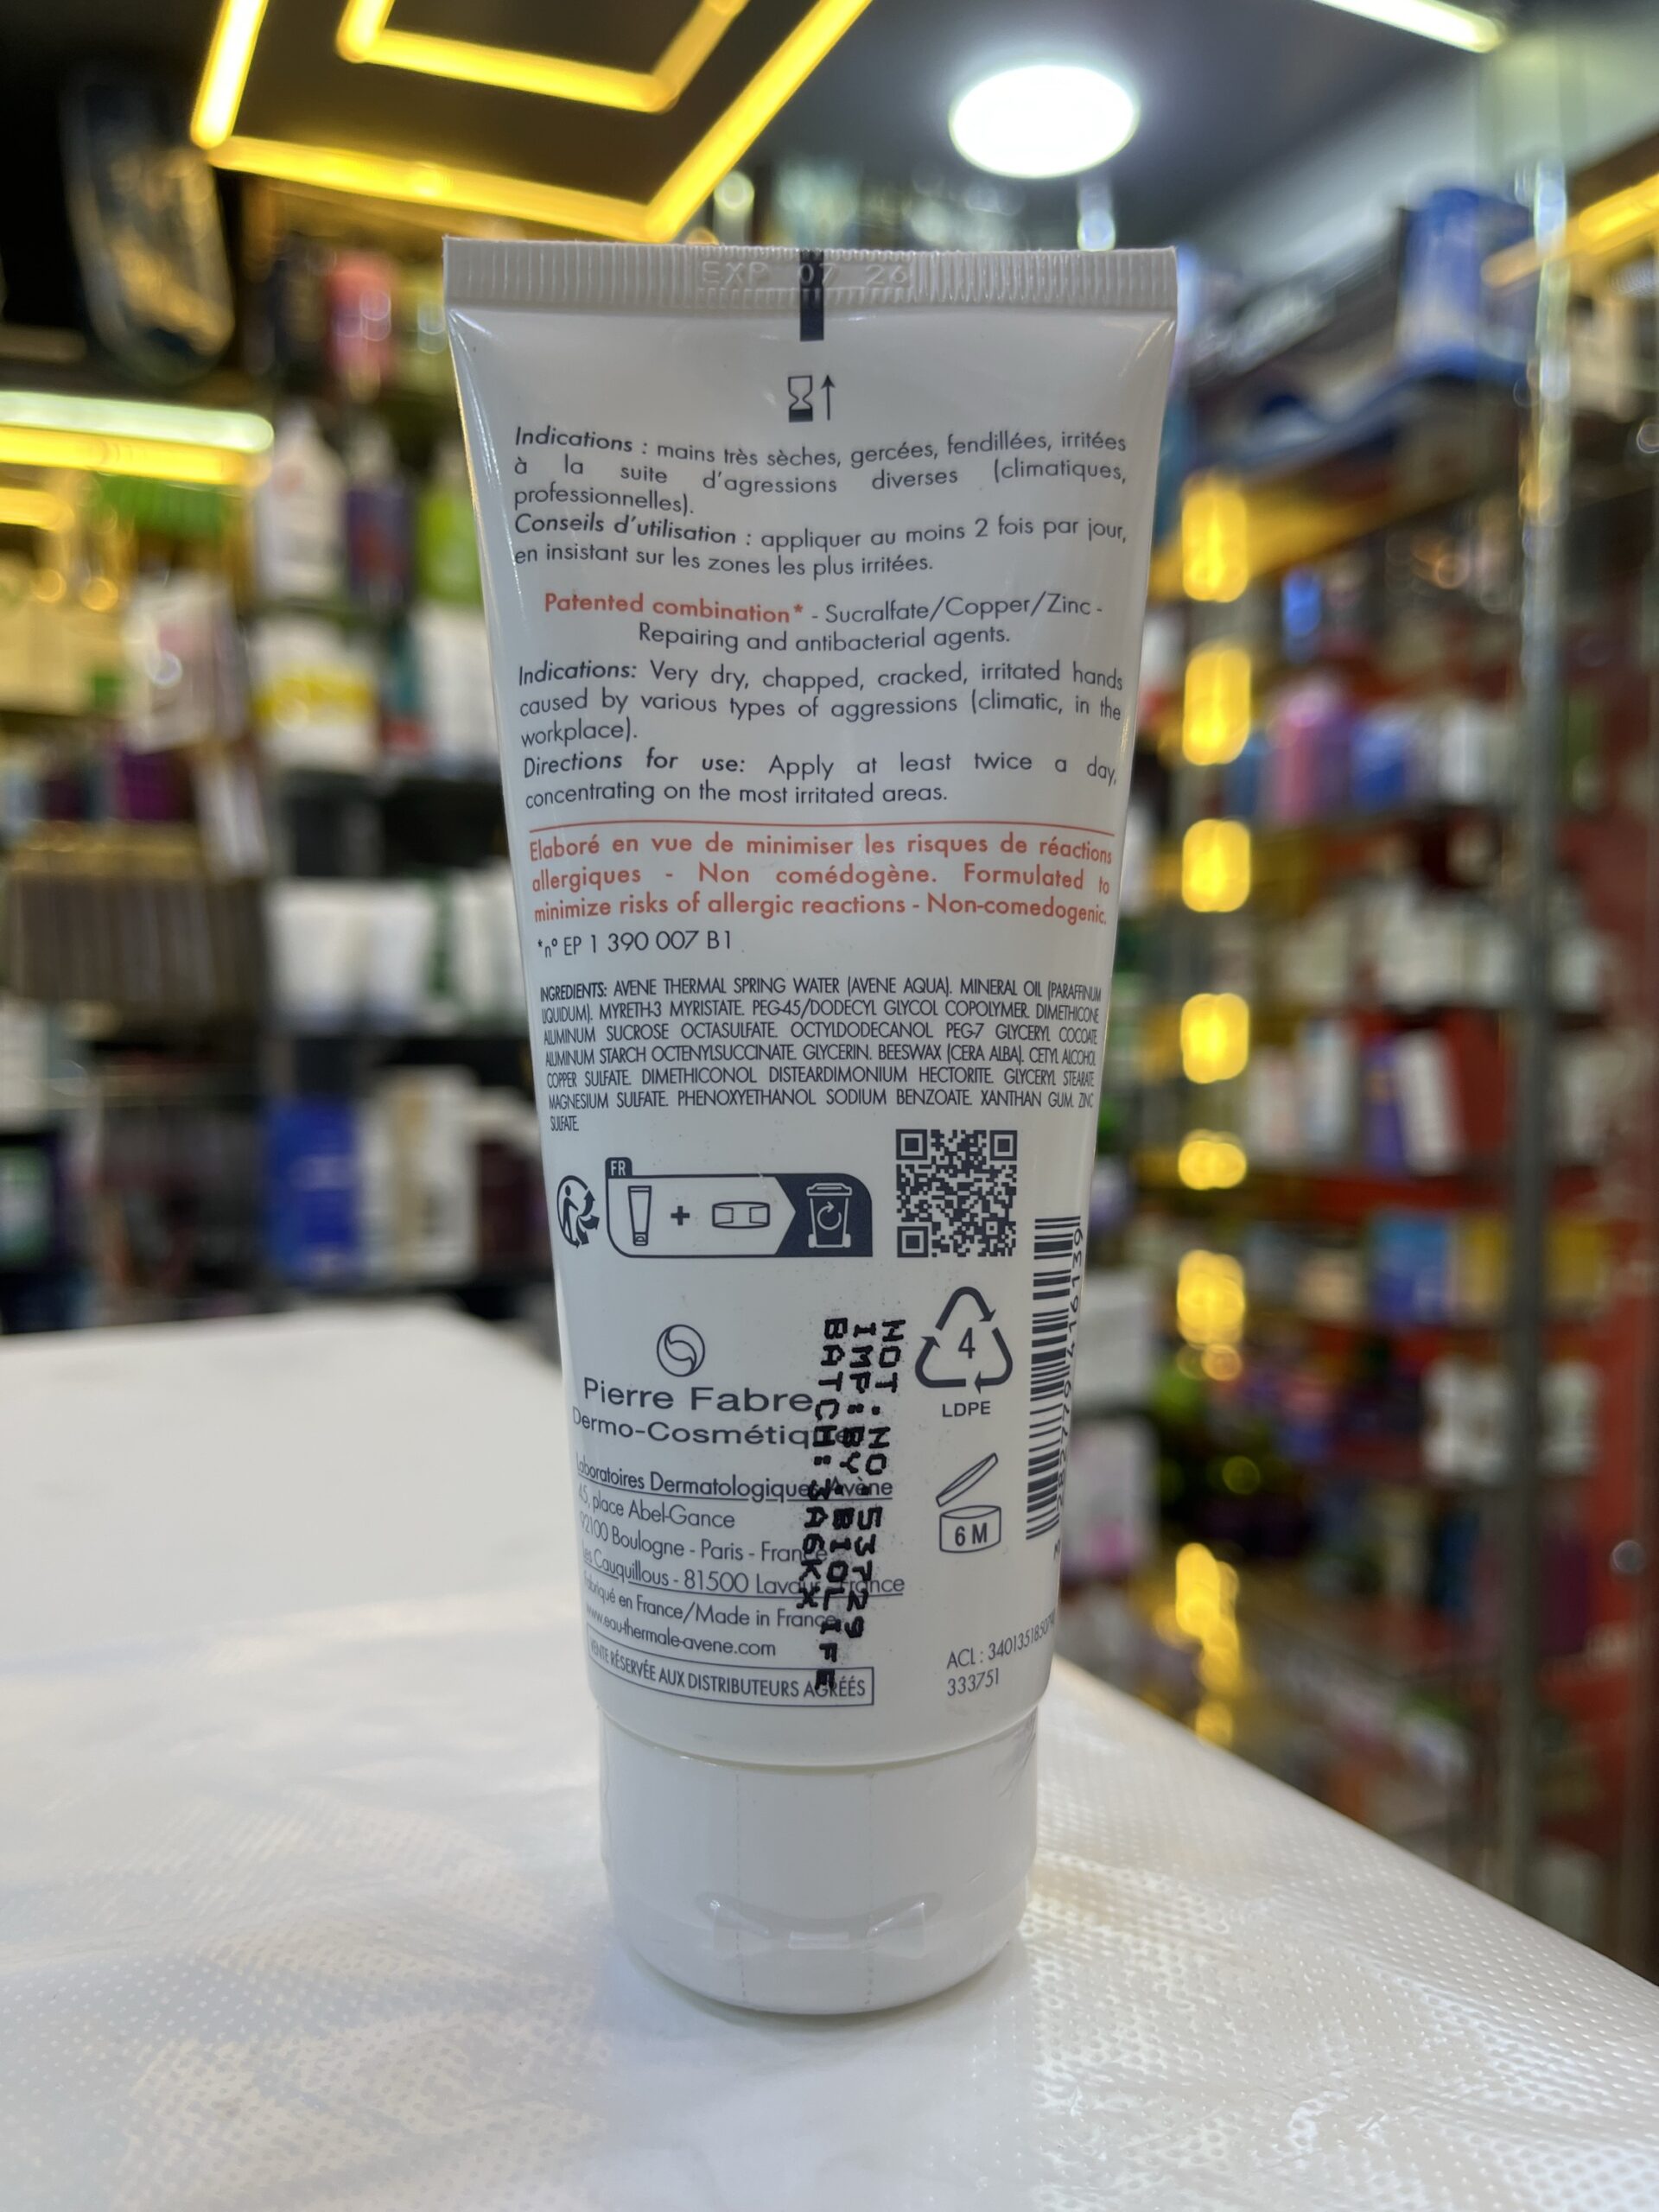 EXP 07 26
Indications : mains très sèches, gercées, fendillées, irritées
à la suite d'agressions diverses (climatiques,
professionnelles).
Conseils d'utilisation : appliquer au moins 2 fois par jour,
en insistant sur les zones les plus irritées.
Patented combination* - Sucralfate/Copper/Zinc -
Repairing and antibacterial agents.
Indications: Very dry, chapped, cracked, irritated hands
caused by various types of aggressions (climatic, in the
workplace).
Directions for use: Apply at least twice a day,
concentrating on the most irritated areas.
Elaboré en vue de minimiser les risques de réactions
allergiques - Non comédogène. Formulated to
minimize risks of allergic reactions - Non-comedogenic.
*n° EP 1 390 007 B1
INGREDIENTS: AVENE THERMAL SPRING WATER (AVENE AQUA). MINERAL OIL (PARAFFINUM
LIQUIDUM). MYRETH-3 MYRISTATE. PEG-45/DODECYL GLYCOL COPOLYMER. DIMETHICONE.
ALUMINUM SUCROSE OCTASULFATE. OCTYLDODECANOL. PEG-7 GLYCERYL COCOATE.
ALUMINUM STARCH OCTENYLSUCCINATE. GLYCERIN. BEESWAX (CERA ALBA). CETYL ALCOHOL.
COPPER SULFATE. DIMETHICONOL. DISTEARDIMONIUM HECTORITE. GLYCERYL STEARATE.
MAGNESIUM SULFATE. PHENOXYETHANOL. SODIUM BENZOATE. XANTHAN GUM. ZINC
SULFATE.
FR
Pierre Fabre
Dermo-Cosmétique
Laboratoires Dermatologiques Avène
45, place Abel-Gance
92100 Boulogne - Paris - France
Les Cauquillous - 81500 Lavaur - France
Fabriqué en France/Made in France
www.eau-thermale-avene.com
VENTE RÉSERVÉE AUX DISTRIBUTEURS AGRÉÉS
NOT : NO 53729
IMP : BY : BIOLIFE
BATCH: 3AGKX
4
LDPE
6 M
3282779416139
ACL :
333751